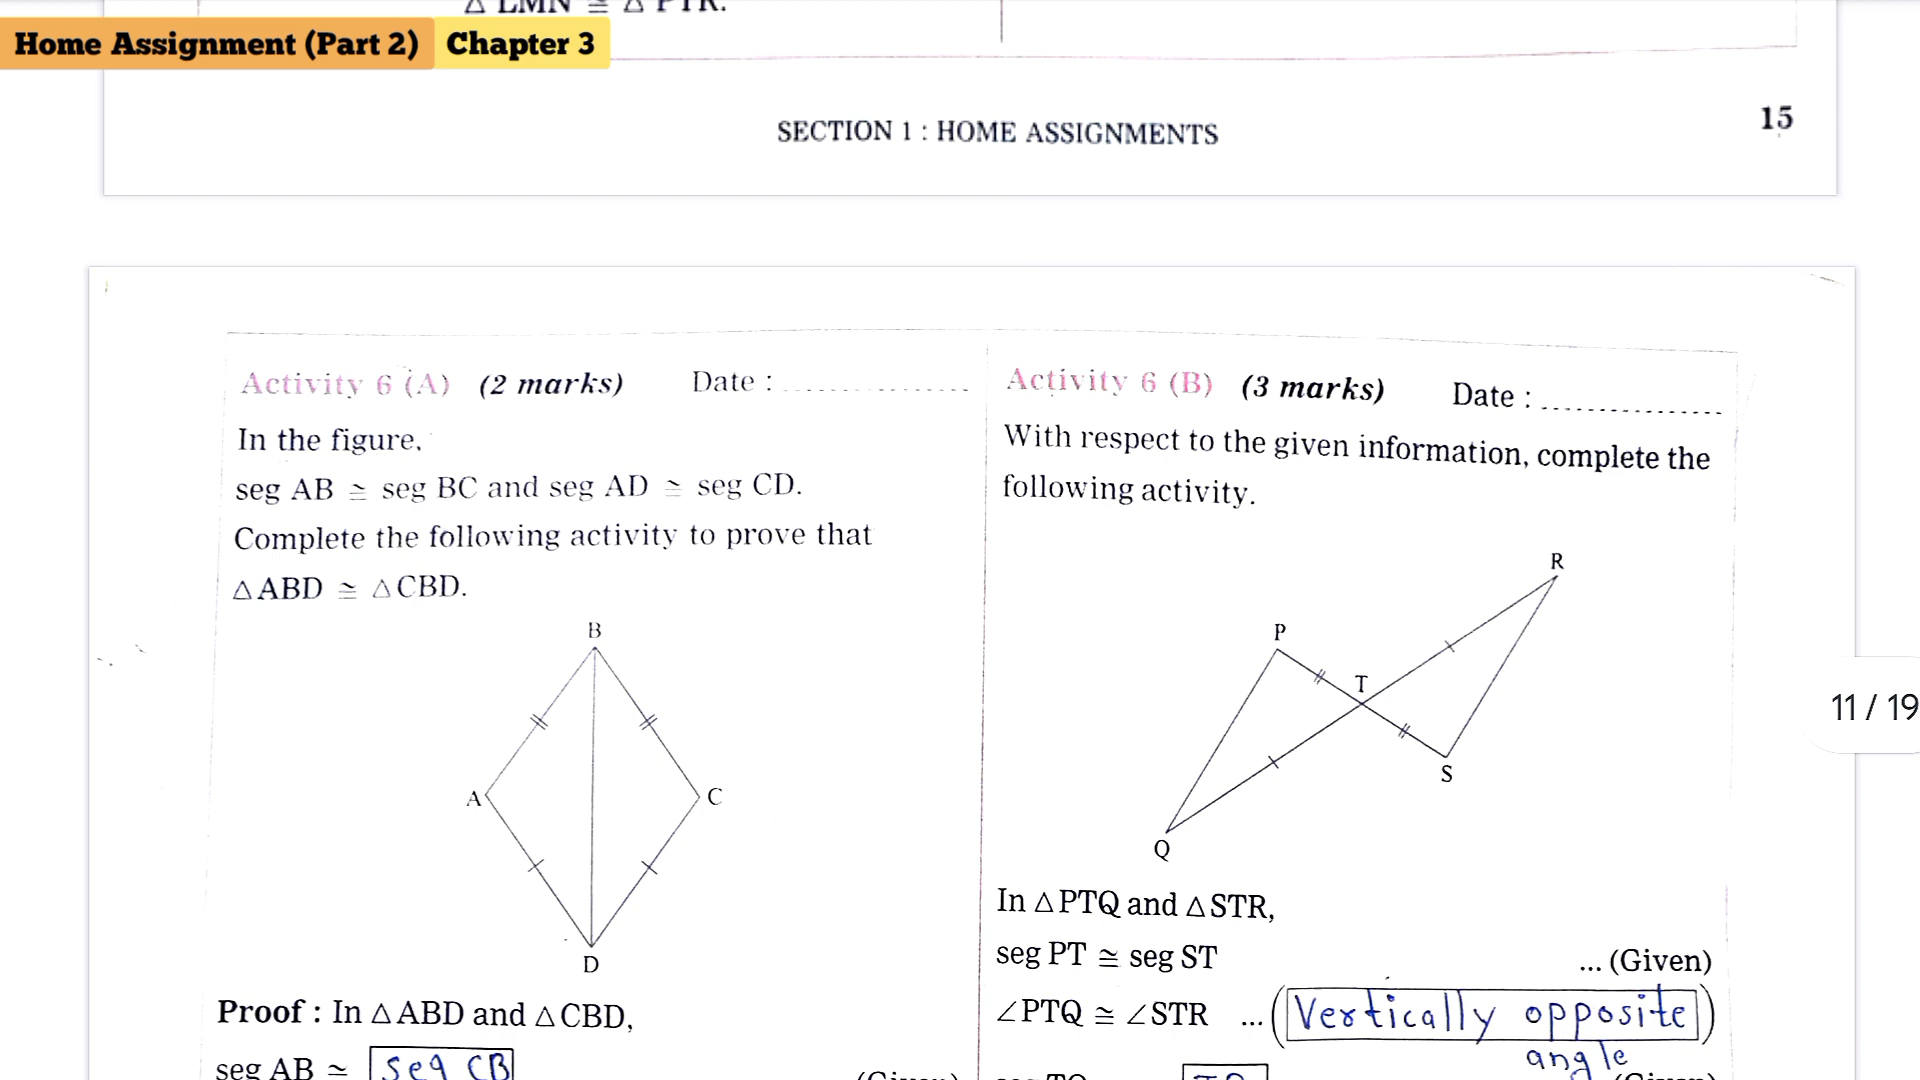 △ LMN ≅ △ PTR.
Home Assignment (Part 2) Chapter 3
SECTION 1 : HOME ASSIGNMENTS
15
Activity 6 (A) (2 marks) Date : ...............
In the figure,
seg AB ≅ seg BC and seg AD ≅ seg CD.
Complete the following activity to prove that
△ABD ≅ △CBD.
B
A
C
D
Proof : In △ABD and △CBD,
seg AB ≅ seg CB
(Given)
Activity 6 (B) (3 marks) Date : ...............
With respect to the given information, complete the
following activity.
R
P
T
S
Q
In △PTQ and △STR,
seg PT ≅ seg ST ... (Given)
∠PTQ ≅ ∠STR ... (Vertically opposite)
angle
(Given)
11 / 19